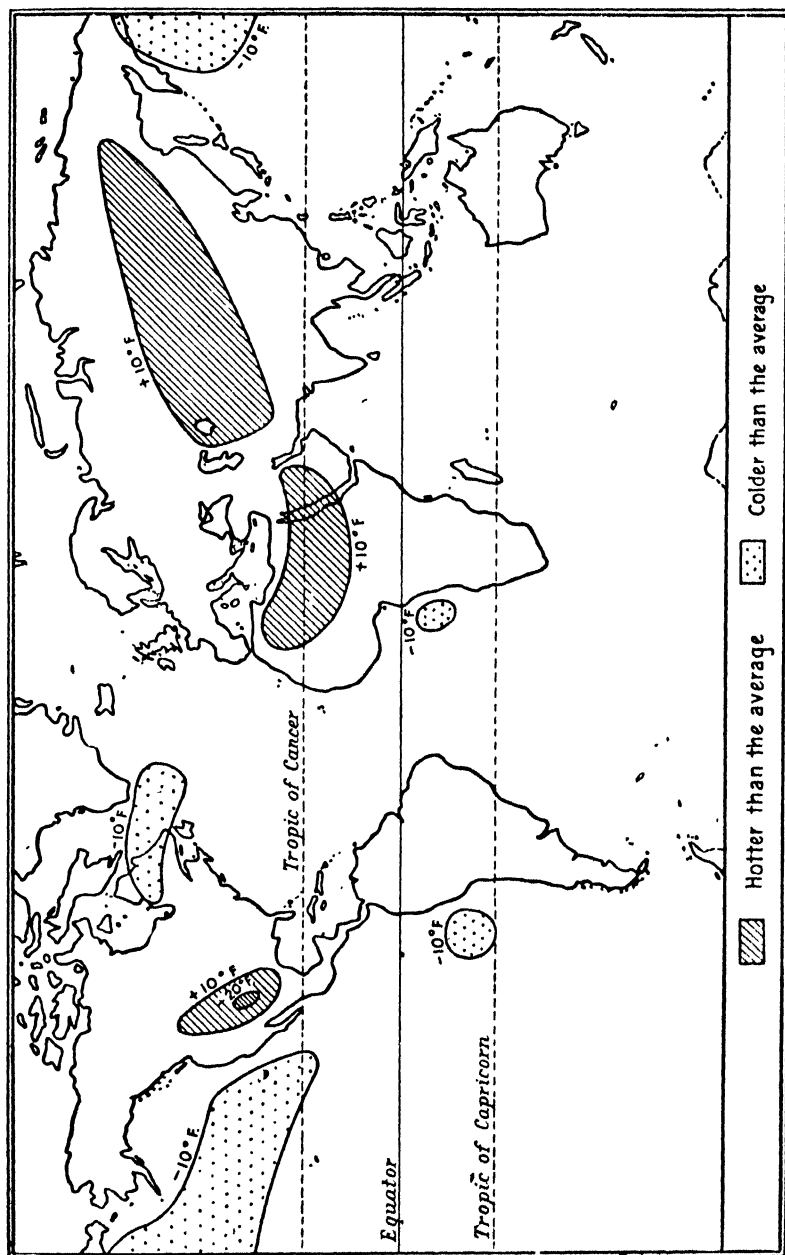 -10°F.
+10°F
+10°F
-10°F
-10°F
+10°F
+20°F
-10°F.
-10°F.
-10°F
Tropic of Cancer
Equator
Tropic of Capricorn
Hotter than the average
Colder than the average